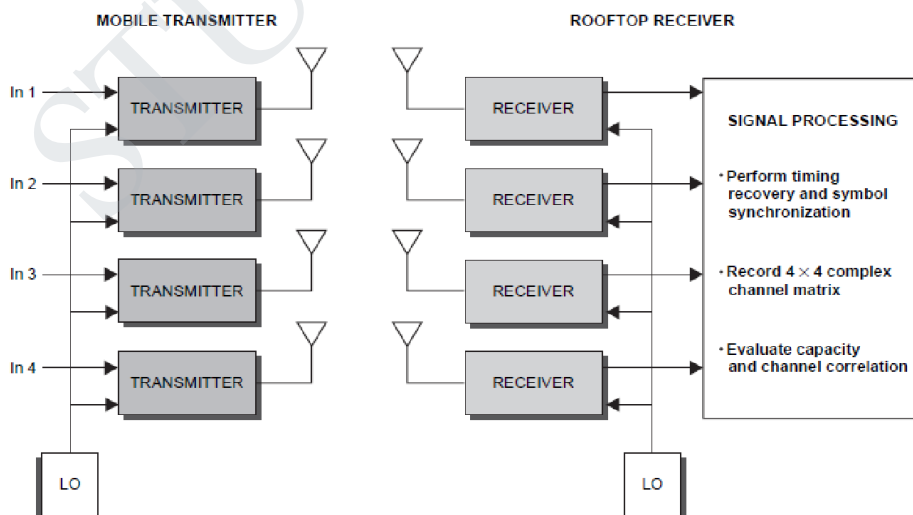 MOBILE TRANSMITTER
ROOFTOP RECEIVER
In 1
TRANSMITTER
RECEIVER
SIGNAL PROCESSING
In 2
TRANSMITTER
RECEIVER
• Perform timing
recovery and symbol
synchronization
In 3
TRANSMITTER
RECEIVER
• Record 4 × 4 complex
channel matrix
In 4
TRANSMITTER
RECEIVER
• Evaluate capacity
and channel correlation
LO
LO
STU